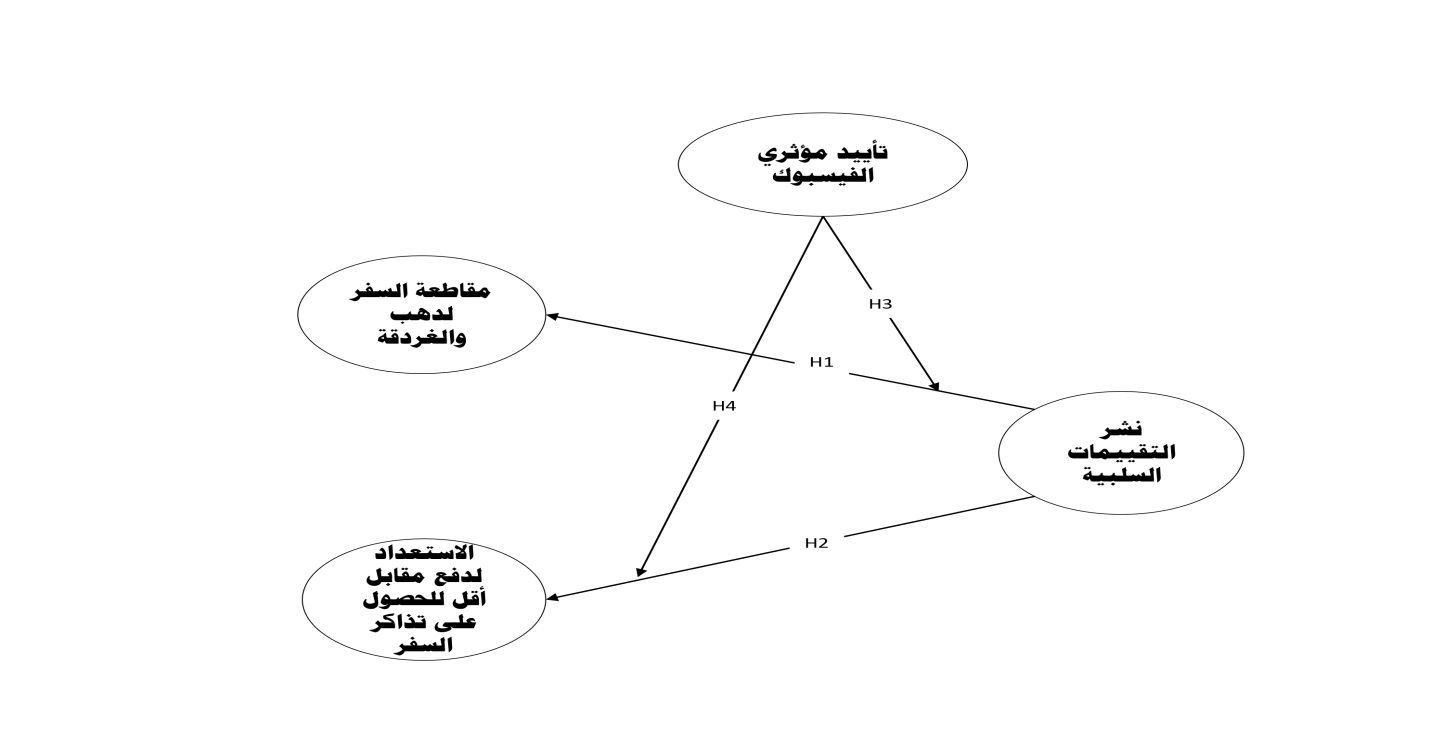 تأييد مؤثري
الفيسبوك
مقاطعة السفر
لدهب
والغردقة
H3
H1
H4
نشر
التقييمات
السلبية
H2
الاستعداد
لدفع مقابل
أقل للحصول
على تذاكر
السفر